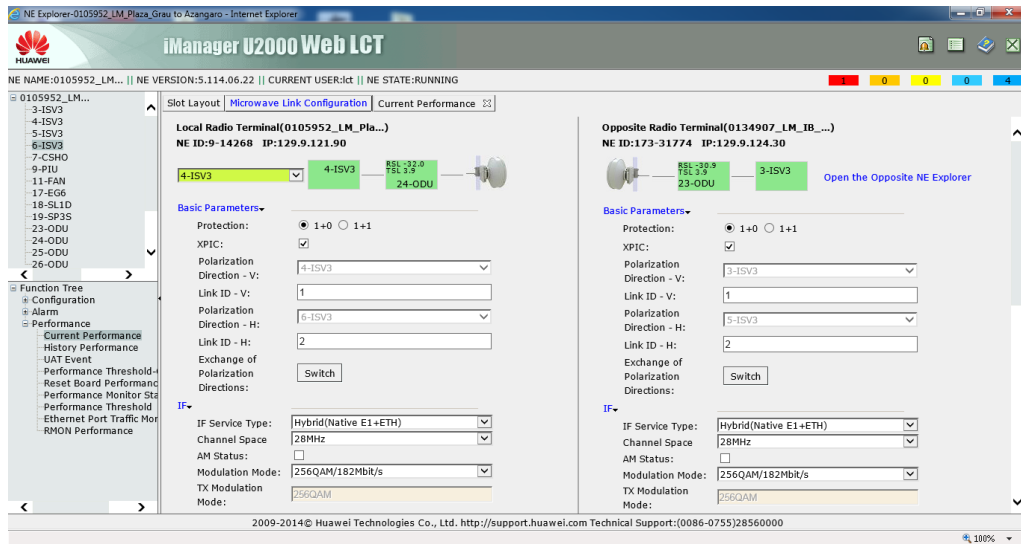 NE Explorer-0105952_LM_Plaza_Grau to Azangaro - Internet Explorer
HUAWEI
iManager U2000 Web LCT
NE NAME:0105952_LM... || NE VERSION:5.114.06.22 || CURRENT USER:lct || NE STATE:RUNNING
1 0 0 0 4
0105952_LM...
3-ISV3
4-ISV3
5-ISV3
6-ISV3
7-CSHO
9-PIU
11-FAN
17-EG6
18-SL1D
19-SP3S
23-ODU
24-ODU
25-ODU
26-ODU
Function Tree
Configuration
Alarm
Performance
Current Performance
History Performance
UAT Event
Performance Threshold-
Reset Board Performanc
Performance Monitor Sta
Performance Threshold
Ethernet Port Traffic Mor
RMON Performance
Slot Layout Microwave Link Configuration Current Performance
Local Radio Terminal(0105952_LM_Pla...)
NE ID:9-14268 IP:129.9.121.90
4-ISV3
4-ISV3
RSL -32.0
TSL 3.9
24-ODU
Basic Parameters
Protection: 1+0 1+1
XPIC:
Polarization
Direction - V:
4-ISV3
Link ID - V: 1
Polarization
Direction - H:
6-ISV3
Link ID - H: 2
Exchange of
Polarization
Directions:
Switch
IF
IF Service Type: Hybrid(Native E1+ETH)
Channel Space 28MHz
AM Status:
Modulation Mode: 256QAM/182Mbit/s
TX Modulation
Mode:
256QAM
Opposite Radio Terminal(0134907_LM_IB_...)
NE ID:173-31774 IP:129.9.124.30
RSL -30.9
TSL 3.9
23-ODU
3-ISV3
Open the Opposite NE Explorer
Basic Parameters
Protection: 1+0 1+1
XPIC:
Polarization
Direction - V:
3-ISV3
Link ID - V: 1
Polarization
Direction - H:
5-ISV3
Link ID - H: 2
Exchange of
Polarization
Directions:
Switch
IF
IF Service Type: Hybrid(Native E1+ETH)
Channel Space 28MHz
AM Status:
Modulation Mode: 256QAM/182Mbit/s
TX Modulation
Mode:
256QAM
2009-2014© Huawei Technologies Co., Ltd. http://support.huawei.com Technical Support:(0086-0755)28560000
100%